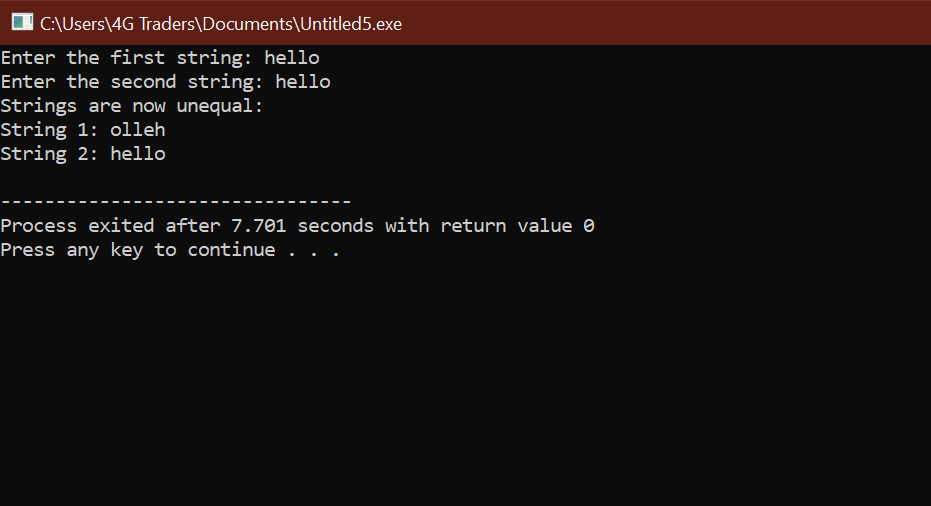 C:\Users\4G Traders\Documents\Untitled5.exe
Enter the first string: hello
Enter the second string: hello
Strings are now unequal:
String 1: olleh
String 2: hello
--------------------------------
Process exited after 7.701 seconds with return value 0
Press any key to continue . . .